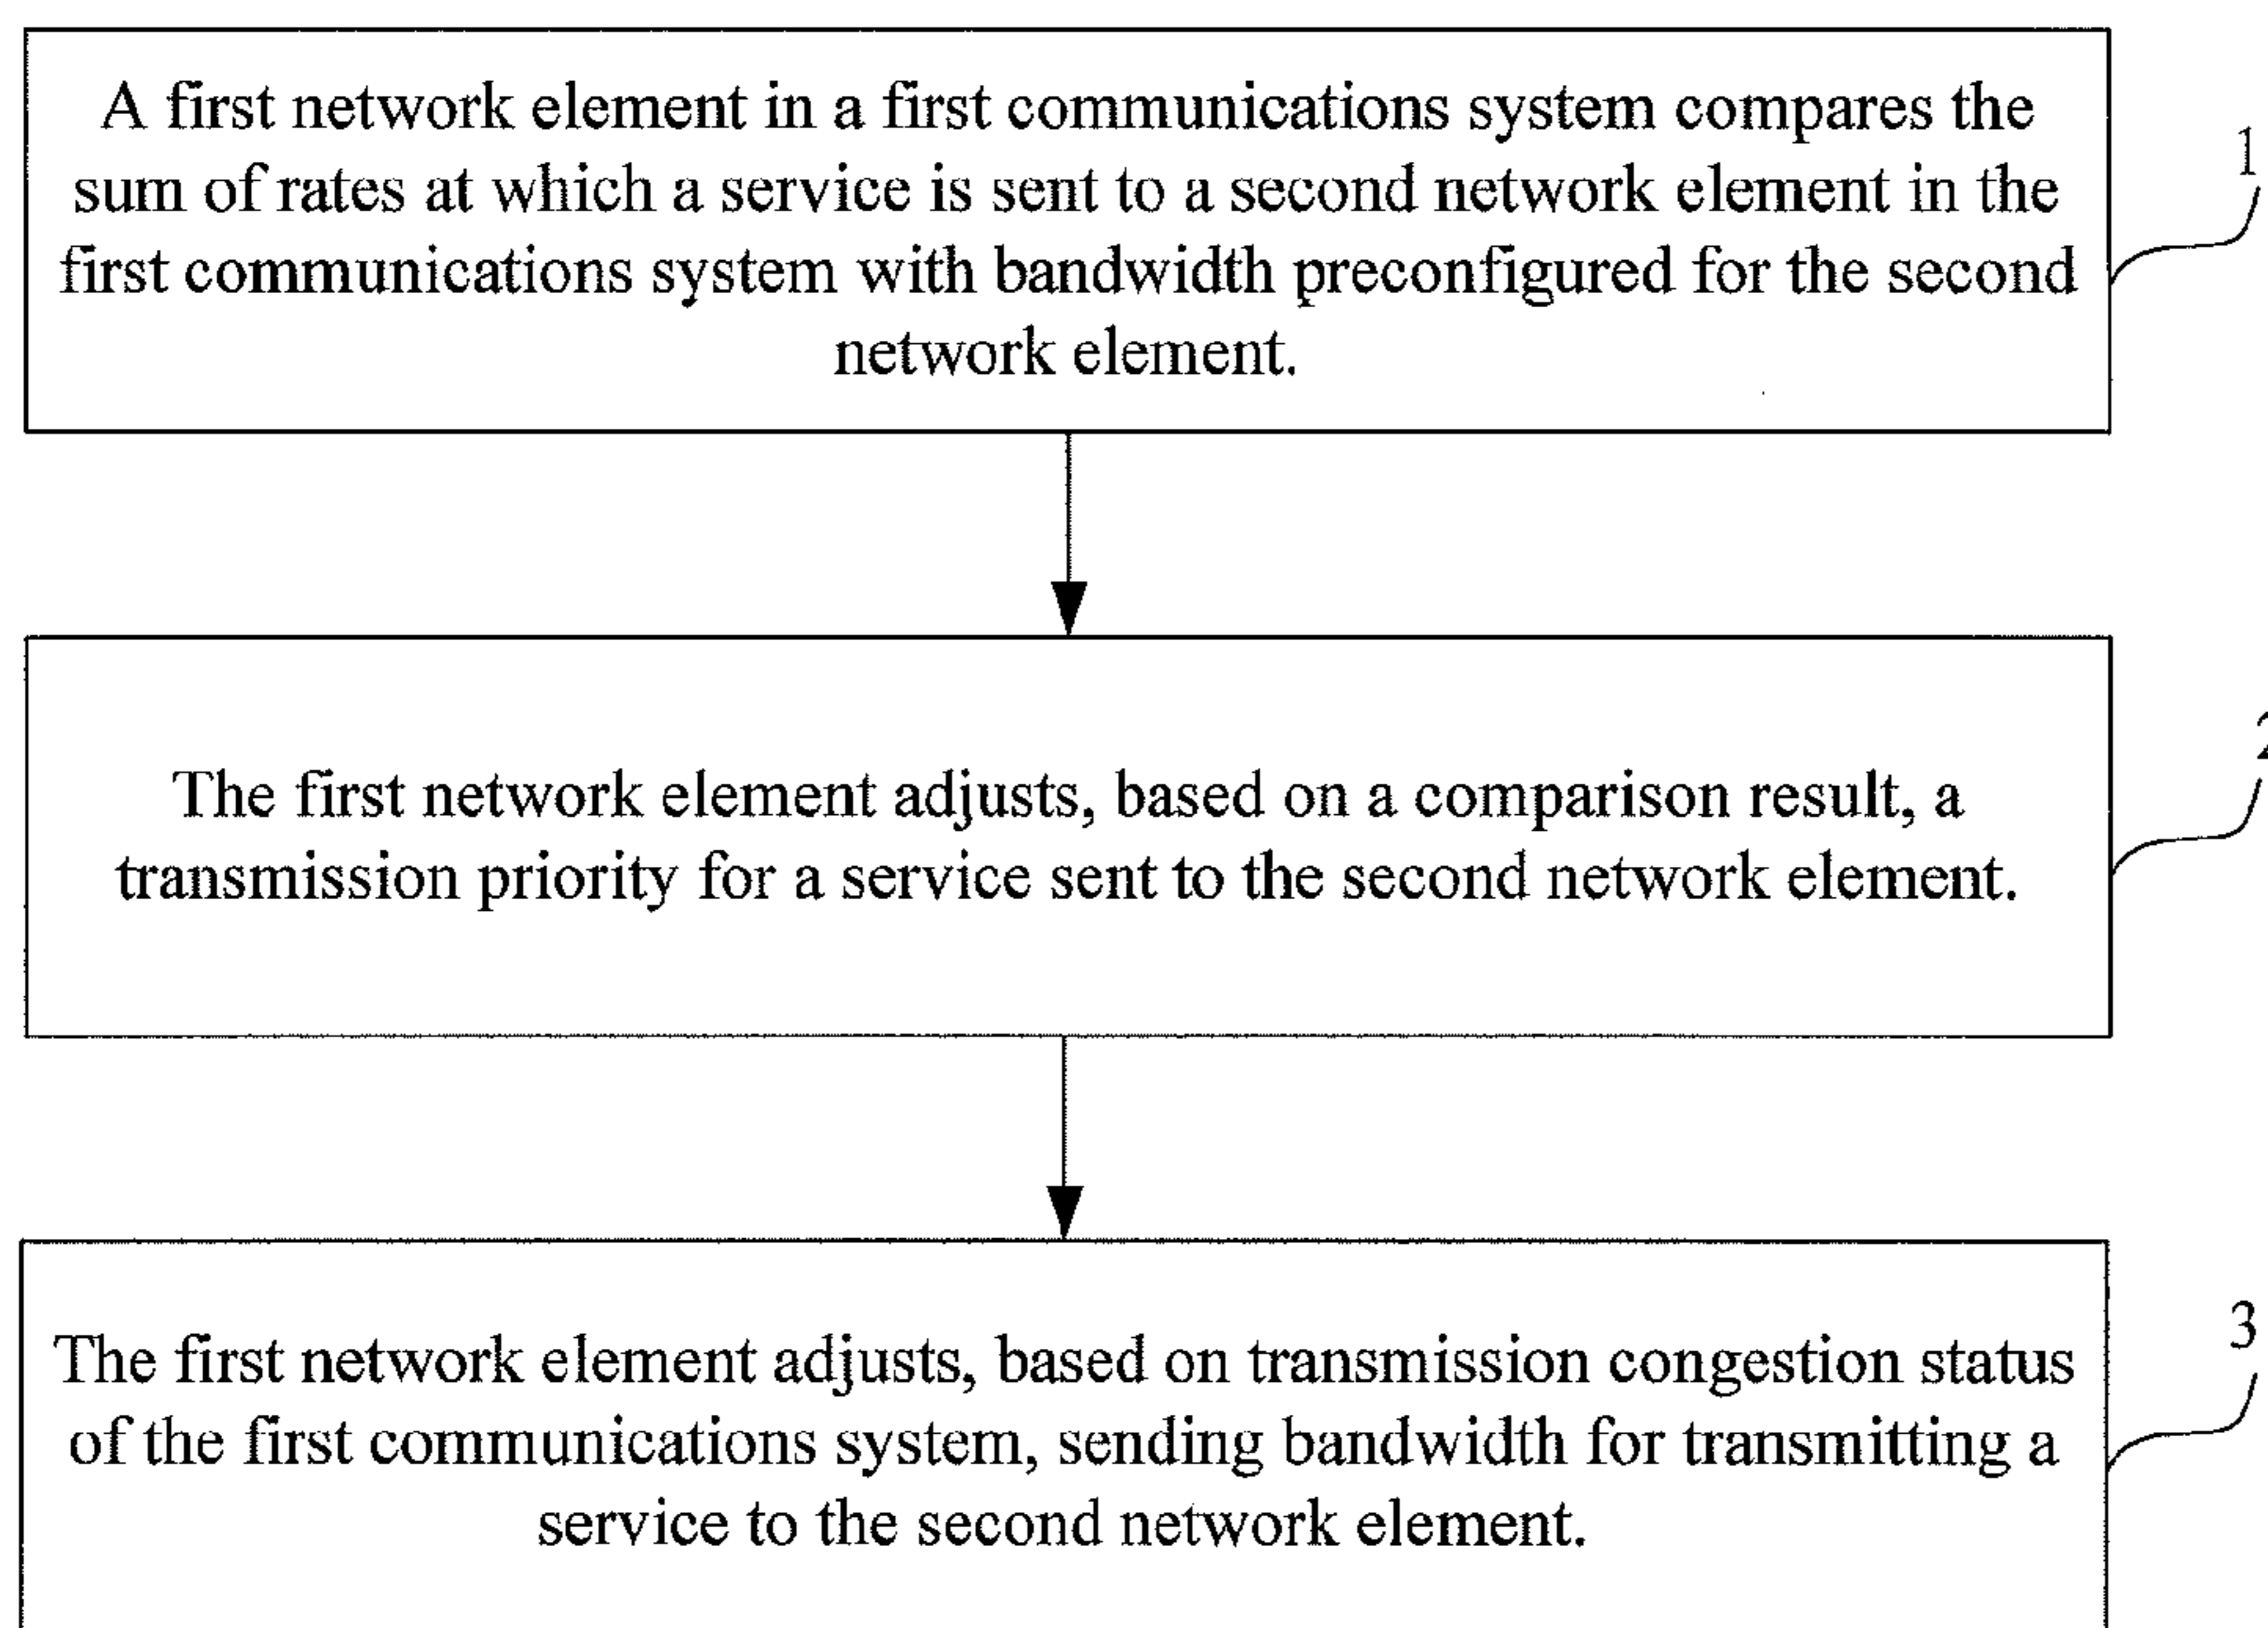 A first network element in a first communications system compares the
sum of rates at which a service is sent to a second network element in the
first communications system with bandwidth preconfigured for the second
network element.
1
The first network element adjusts, based on a comparison result, a
transmission priority for a service sent to the second network element.
2
The first network element adjusts, based on transmission congestion status
of the first communications system, sending bandwidth for transmitting a
service to the second network element.
3